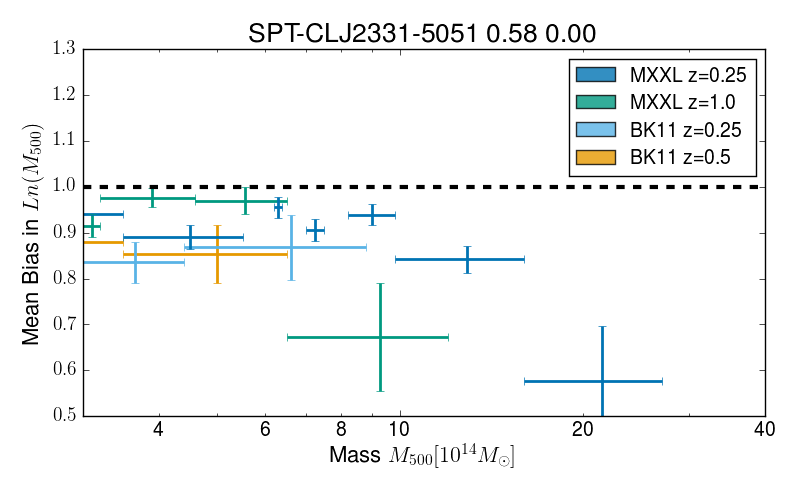 SPT-CLJ2331-5051 0.58 0.00
1.3
1.2
1.1
1.0
0.9
0.8
0.7
0.6
0.5
Mean Bias in Ln(M500)
MXXL z=0.25
MXXL z=1.0
BK11 z=0.25
BK11 z=0.5
4 6 8 10 20 40
Mass M500[10^14 M⊙]